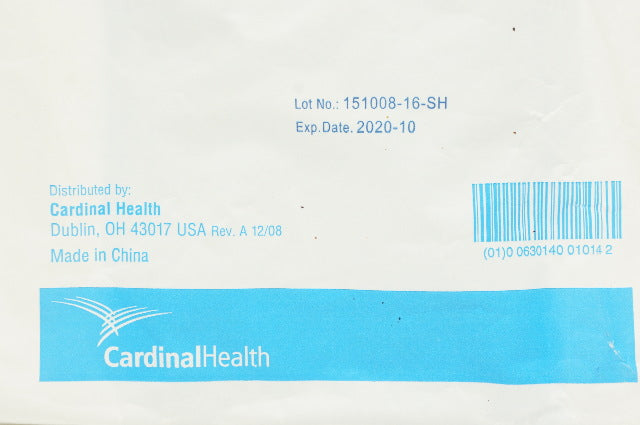 Lot No.: 151008-16-SH
Exp.Date. 2020-10
Distributed by:
Cardinal Health
Dublin, OH 43017 USA Rev. A 12/08
Made in China
(01)0 0630140 01014 2
CardinalHealth